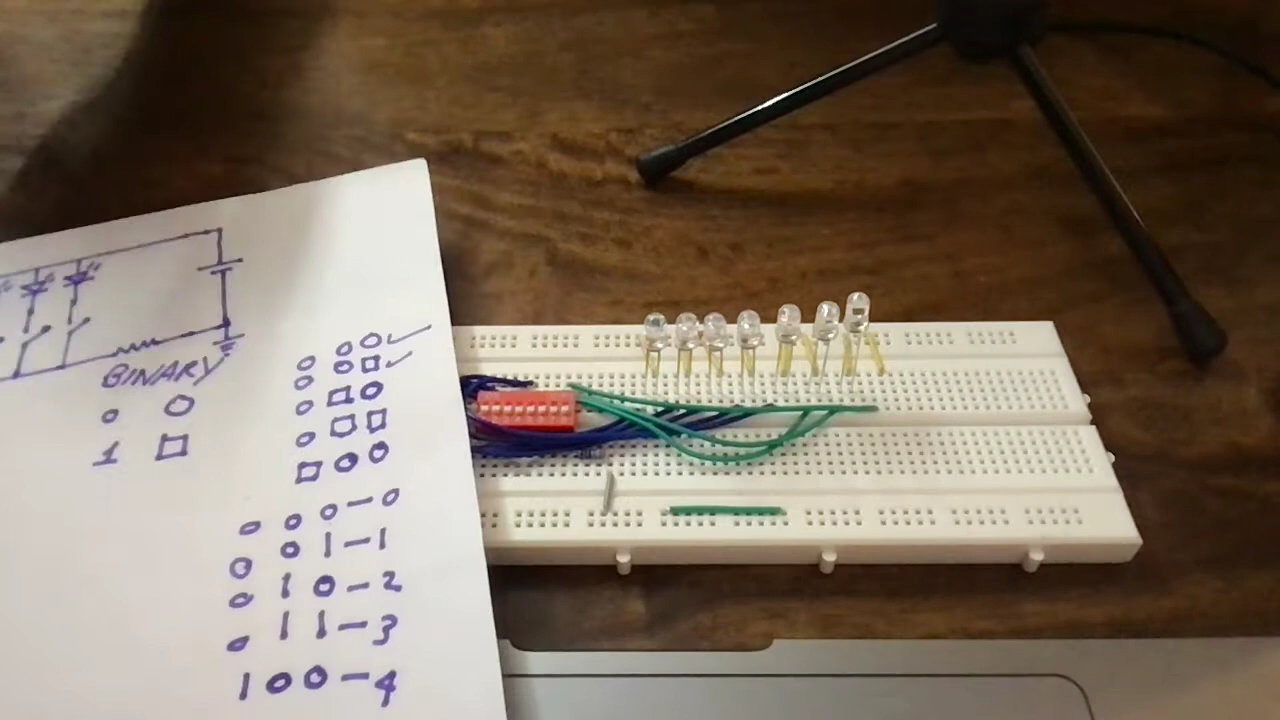 BINARY
0 ○
1 □
○ ○ ○ ✓
○ ○ □ ✓
○ □ ○
○ □ □
□ ○ ○
0 0 0 - 0
0 0 1 - 1
0 1 0 - 2
0 1 1 - 3
1 0 0 - 4